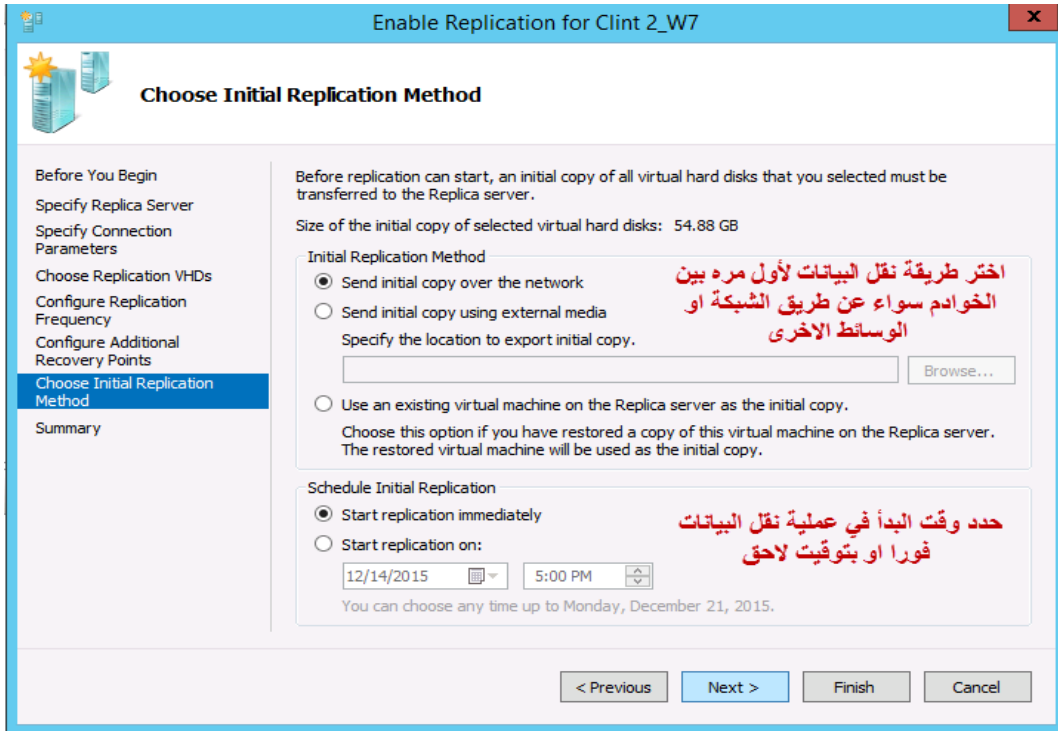 Enable Replication for Clint 2_W7
x
Choose Initial Replication Method
Before You Begin
Specify Replica Server
Specify Connection
Parameters
Choose Replication VHDs
Configure Replication
Frequency
Configure Additional
Recovery Points
Choose Initial Replication
Method
Summary
Before replication can start, an initial copy of all virtual hard disks that you selected must be
transferred to the Replica server.
Size of the initial copy of selected virtual hard disks: 54.88 GB
Initial Replication Method
Send initial copy over the network
Send initial copy using external media
Specify the location to export initial copy.
Browse...
Use an existing virtual machine on the Replica server as the initial copy.
Choose this option if you have restored a copy of this virtual machine on the Replica server.
The restored virtual machine will be used as the initial copy.
اختر طريقة نقل البيانات لأول مره بين
الخوادم سواء عن طريق الشبكة او
الوسائط الاخرى
Schedule Initial Replication
Start replication immediately
Start replication on:
12/14/2015
5:00 PM
You can choose any time up to Monday, December 21, 2015.
حدد وقت البدأ في عملية نقل البيانات
فورا او بتوقيت لاحق
< Previous
Next >
Finish
Cancel